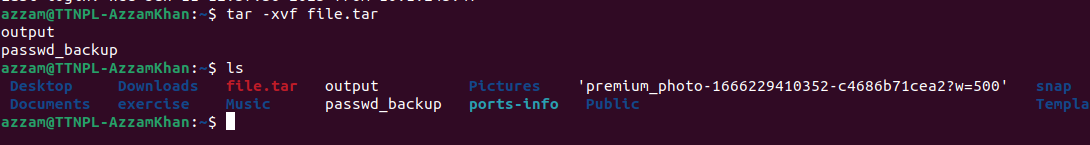 azzam@TTNPL-AzzamKhan:~$ tar -xvf file.tar
output
passwd_backup
azzam@TTNPL-AzzamKhan:~$ ls
Desktop Downloads file.tar output Pictures 'premium_photo-1666229410352-c4686b71cea2?w=500' snap
Documents exercise Music passwd_backup ports-info Public Templa
azzam@TTNPL-AzzamKhan:~$